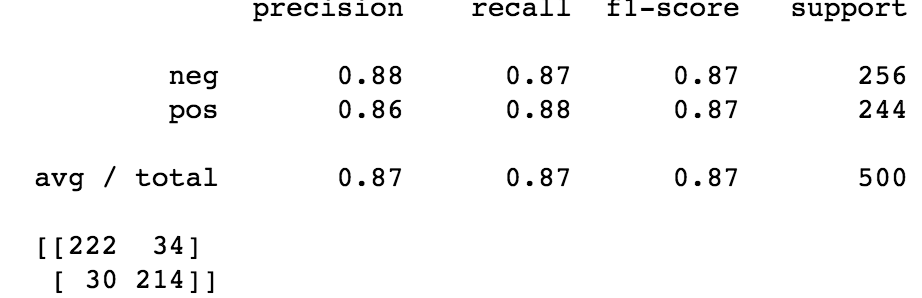 precision recall f1-score support
neg 0.88 0.87 0.87 256
pos 0.86 0.88 0.87 244
avg / total 0.87 0.87 0.87 500
[[222 34]
[ 30 214]]